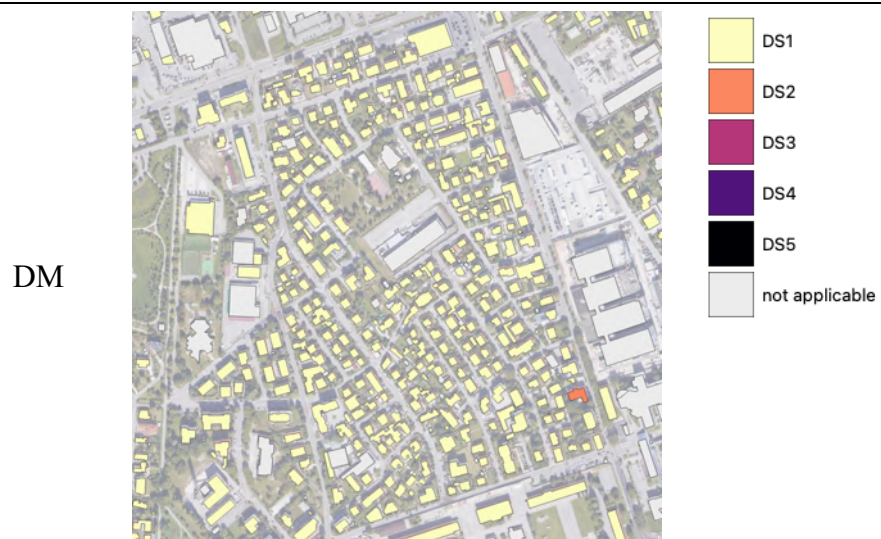 DM
DS1
DS2
DS3
DS4
DS5
not applicable